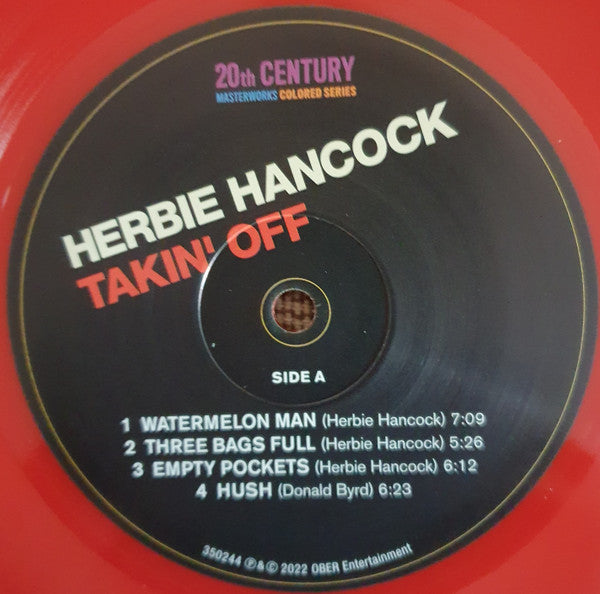 20th CENTURY
MASTERWORKS COLORED SERIES
HERBIE HANCOCK
TAKIN' OFF
SIDE A
1 WATERMELON MAN (Herbie Hancock) 7:09
2 THREE BAGS FULL (Herbie Hancock) 5:26
3 EMPTY POCKETS (Herbie Hancock) 6:12
4 HUSH (Donald Byrd) 6:23
350244 ℗&© 2022 OBER Entertainment